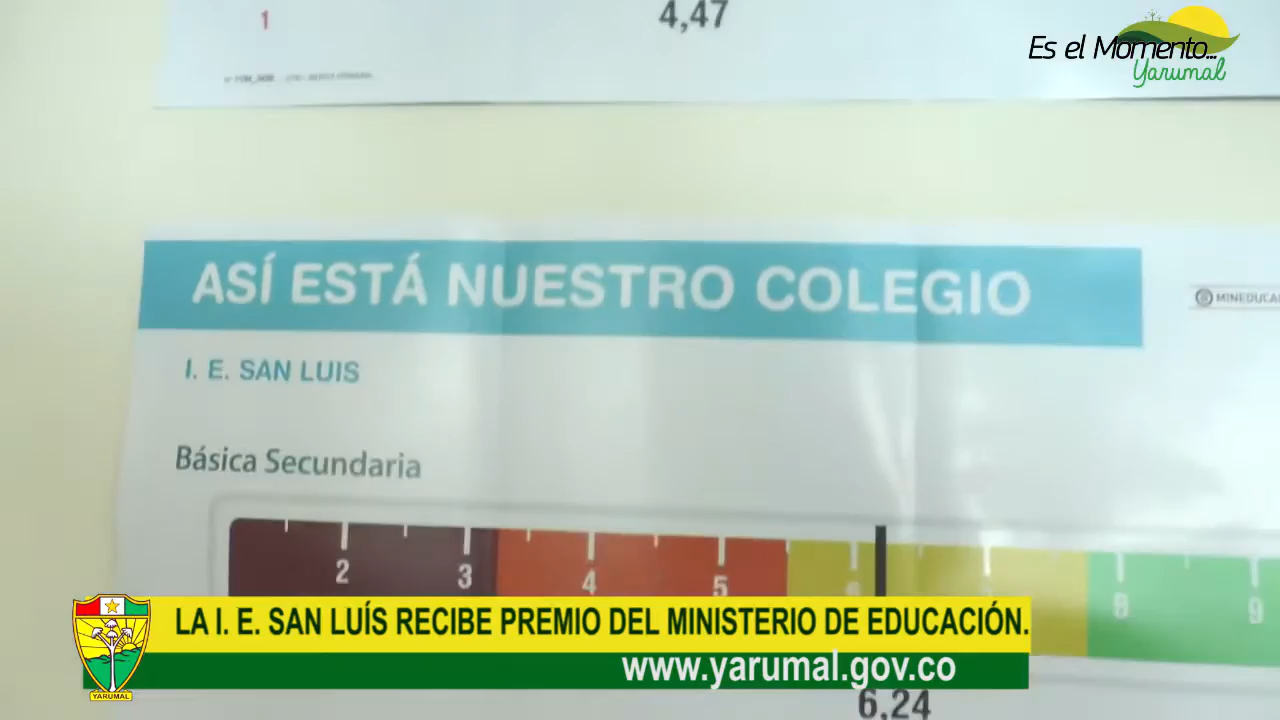 1
4,47
Es el Momento...
Yarumal
ASÍ ESTÁ NUESTRO COLEGIO
MINEDUCA
I. E. SAN LUIS
Básica Secundaria
2 3 4 5 6 7 8 9
LA I. E. SAN LUÍS RECIBE PREMIO DEL MINISTERIO DE EDUCACIÓN.
www.yarumal.gov.co
YARUMAL
6,24